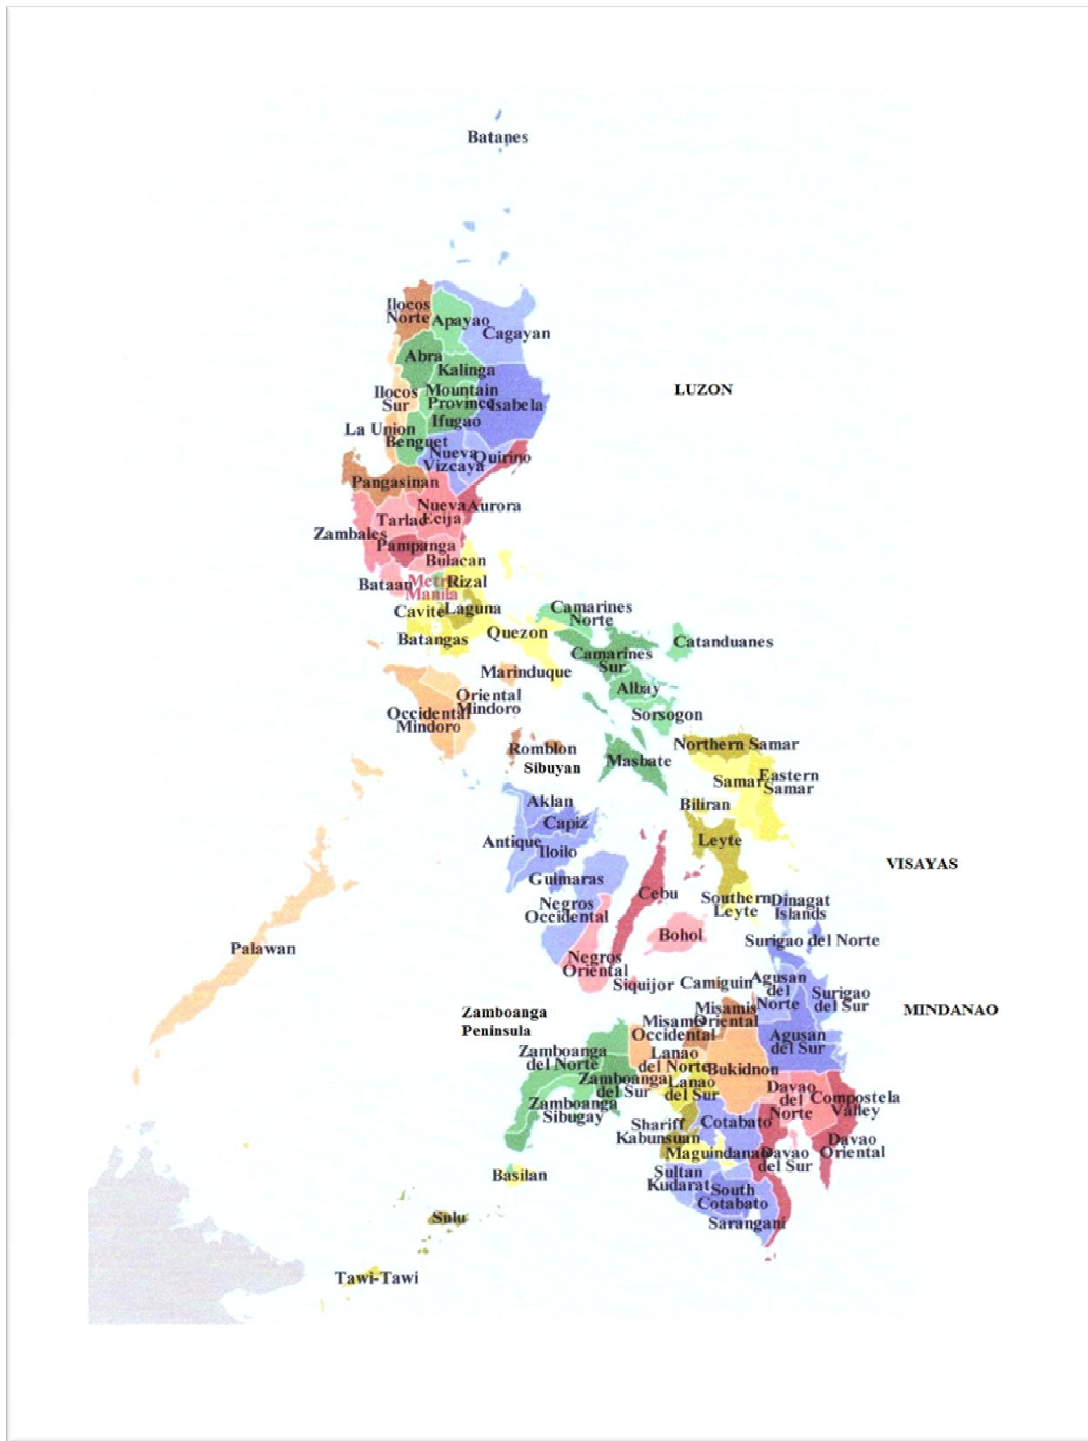 Batanes
Ilocos
Norte
Apayao
Cagayan
Abra
Kalinga
LUZON
Ilocos
Sur
Mountain
Province
Isabela
Ifugao
La Union
Benguet
Nueva
Vizcaya
Quirino
Pangasinan
Nueva
Ecija
Aurora
Tarlac
Zambales
Pampanga
Bulacan
Bataan
Metro
Manila
Rizal
Cavite
Laguna
Camarines
Norte
Batangas
Quezon
Catanduanes
Camarines
Sur
Marinduque
Albay
Oriental
Mindoro
Occidental
Mindoro
Sorsogon
Romblon
Sibuyan
Masbate
Northern Samar
Samar
Eastern
Samar
Aklan
Biliran
Capiz
Antique
Iloilo
Leyte
VISAYAS
Guimaras
Cebu
Negros
Occidental
Southern
Leyte
Dinagat
Islands
Bohol
Surigao del Norte
Palawan
Negros
Oriental
Siquijor
Camiguin
Agusan
del
Norte
Surigao
del Sur
MINDANAO
Zamboanga
Peninsula
Misamis
Oriental
Misamis
Occidental
Agusan
del Sur
Zamboanga
del Norte
Lanao
del Norte
Bukidnon
Zamboanga
del Sur
Lanao
del Sur
Davao
del
Norte
Compostela
Valley
Zamboanga
Sibugay
Shariff
Kabunsuan
Cotabato
Maguindanao
Davao
del Sur
Davao
Oriental
Basilan
Sultan
Kudarat
South
Cotabato
Sarangani
Sulu
Tawi-Tawi